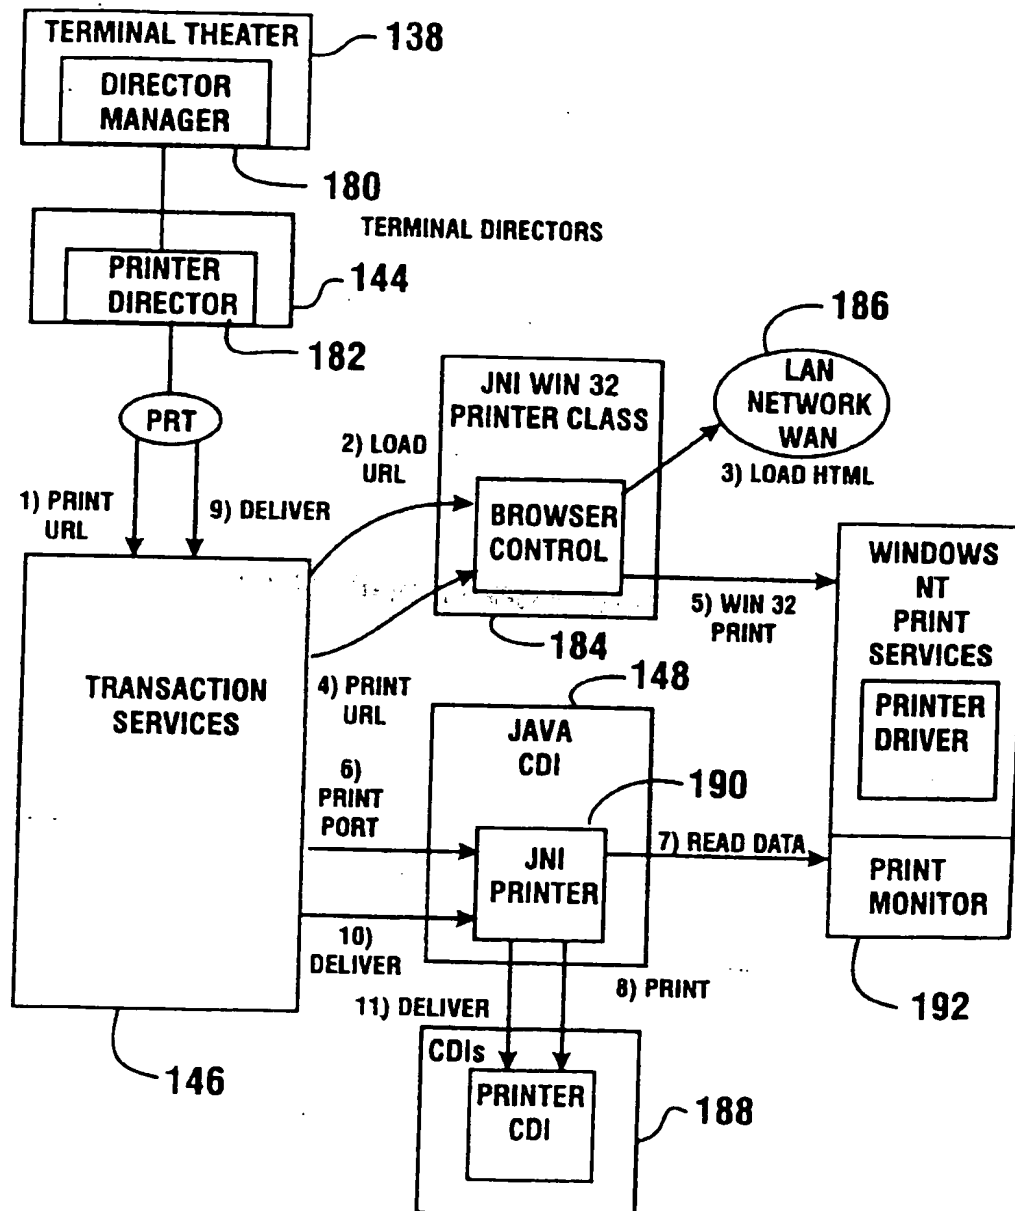 TERMINAL THEATER
138
DIRECTOR
MANAGER
180
TERMINAL DIRECTORS
PRINTER
DIRECTOR
144
182
PRT
1) PRINT
URL
9) DELIVER
2) LOAD
URL
JNI WIN 32
PRINTER CLASS
BROWSER
CONTROL
184
186
LAN
NETWORK
WAN
3) LOAD HTML
4) PRINT
URL
5) WIN 32
PRINT
WINDOWS
NT
PRINT
SERVICES
PRINTER
DRIVER
PRINT
MONITOR
192
TRANSACTION
SERVICES
146
148
JAVA
CDI
190
6)
PRINT
PORT
JNI
PRINTER
7) READ DATA
10)
DELIVER
11) DELIVER
8) PRINT
CDIs
PRINTER
CDI
188